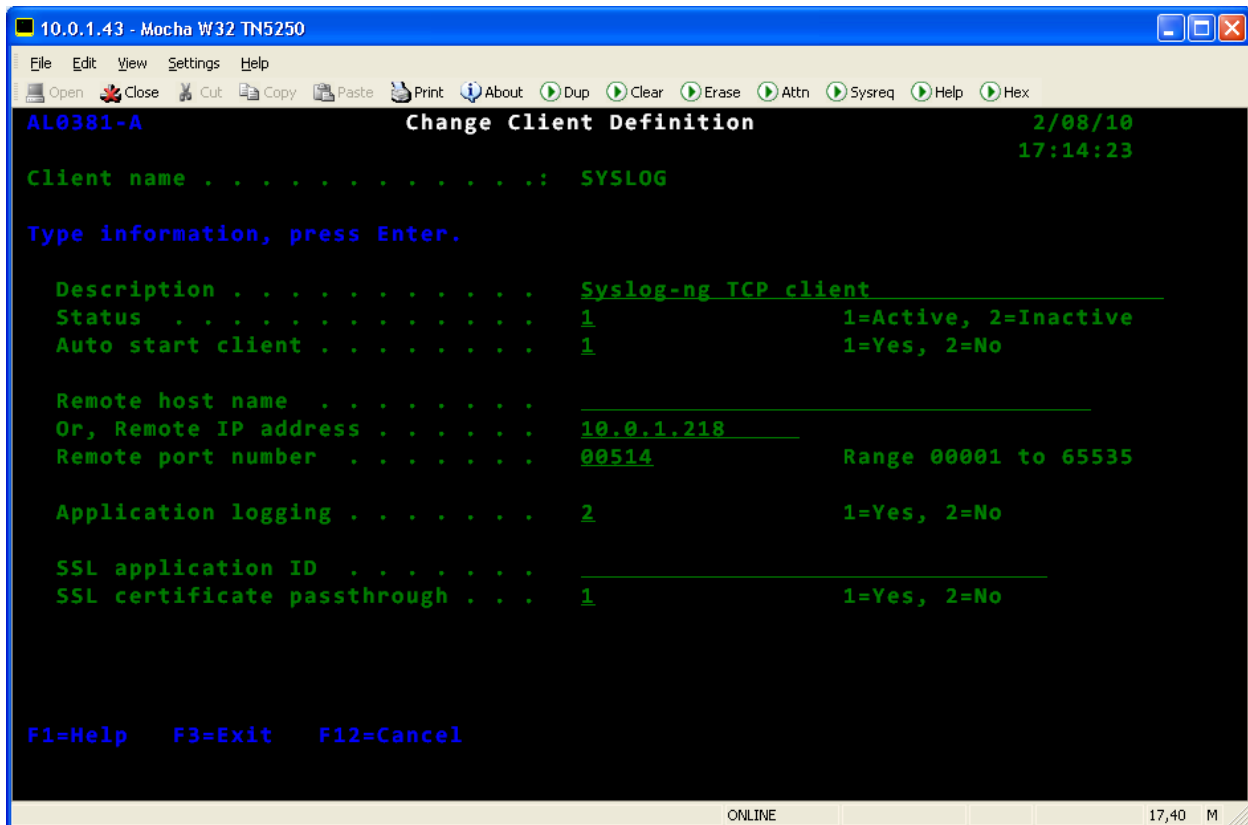 10.0.1.43 - Mocha W32 TN5250
File Edit View Settings Help
Open Close Cut Copy Paste Print About Dup Clear Erase Attn Sysreq Help Hex
AL0381-A Change Client Definition 2/08/10
17:14:23
Client name . . . . . . . . . . . .: SYSLOG
Type information, press Enter.
Description . . . . . . . . . . . Syslog-ng TCP client
Status . . . . . . . . . . . . . 1 1=Active, 2=Inactive
Auto start client . . . . . . . . 1 1=Yes, 2=No
Remote host name . . . . . . . .
Or, Remote IP address . . . . . . 10.0.1.218
Remote port number . . . . . . . 00514 Range 00001 to 65535
Application logging . . . . . . . 2 1=Yes, 2=No
SSL application ID . . . . . . .
SSL certificate passthrough . . . 1 1=Yes, 2=No
F1=Help F3=Exit F12=Cancel
ONLINE 17,40 M